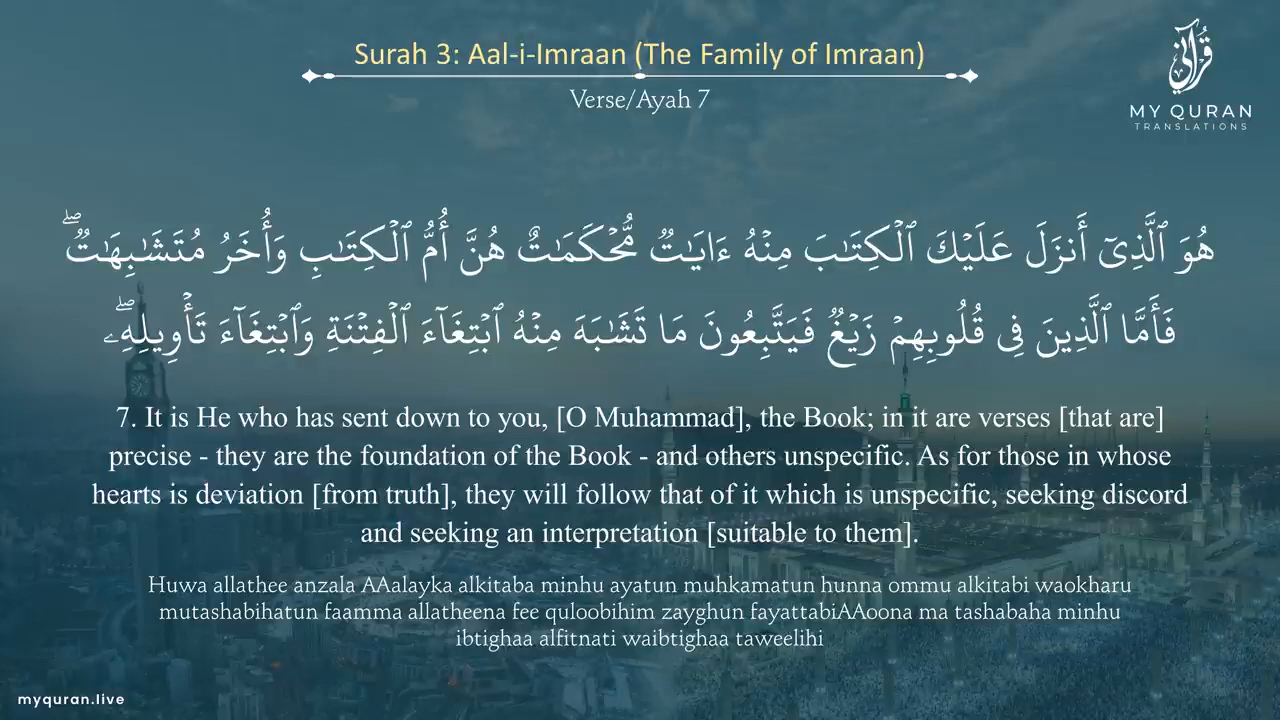 Surah 3: Aal-i-Imraan (The Family of Imraan)
Verse/Ayah 7
قُرْآنِي
MY QURAN
TRANSLATIONS
هُوَ ٱلَّذِىٓ أَنزَلَ عَلَيْكَ ٱلْكِتَـٰبَ مِنْهُ ءَايَـٰتٌ مُّحْكَمَـٰتٌ هُنَّ أُمُّ ٱلْكِتَـٰبِ وَأُخَرُ مُتَشَـٰبِهَـٰتٌ ۖ
فَأَمَّا ٱلَّذِينَ فِى قُلُوبِهِمْ زَيْغٌ فَيَتَّبِعُونَ مَا تَشَـٰبَهَ مِنْهُ ٱبْتِغَآءَ ٱلْفِتْنَةِ وَٱبْتِغَآءَ تَأْوِيلِهِۦ ۖ
7. It is He who has sent down to you, [O Muhammad], the Book; in it are verses [that are]
precise - they are the foundation of the Book - and others unspecific. As for those in whose
hearts is deviation [from truth], they will follow that of it which is unspecific, seeking discord
and seeking an interpretation [suitable to them].
Huwa allathee anzala AAalayka alkitaba minhu ayatun muhkamatun hunna ommu alkitabi waokharu
mutashabihatun faamma allatheena fee quloobihim zayghun fayattabiAAoona ma tashabaha minhu
ibtighaa alfitnati waibtighaa taweelihi
myquran.live